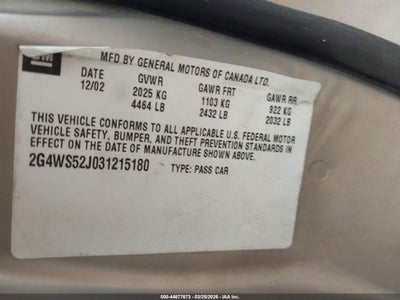 GM
MFD BY GENERAL MOTORS OF CANADA LTD.
DATE GVWR GAWR FRT GAWR RR
12/02 2025 KG 1103 KG 922 KG
4464 LB 2432 LB 2032 LB
THIS VEHICLE CONFORMS TO ALL APPLICABLE U.S. FEDERAL MOTOR
VEHICLE SAFETY, BUMPER, AND THEFT PREVENTION STANDARDS IN
EFFECT ON THE DATE OF MANUFACTURE SHOWN ABOVE.
2G4WS52J031215180 TYPE: PASS CAR
000-44677673 - 03/20/2026 - IAA Inc.